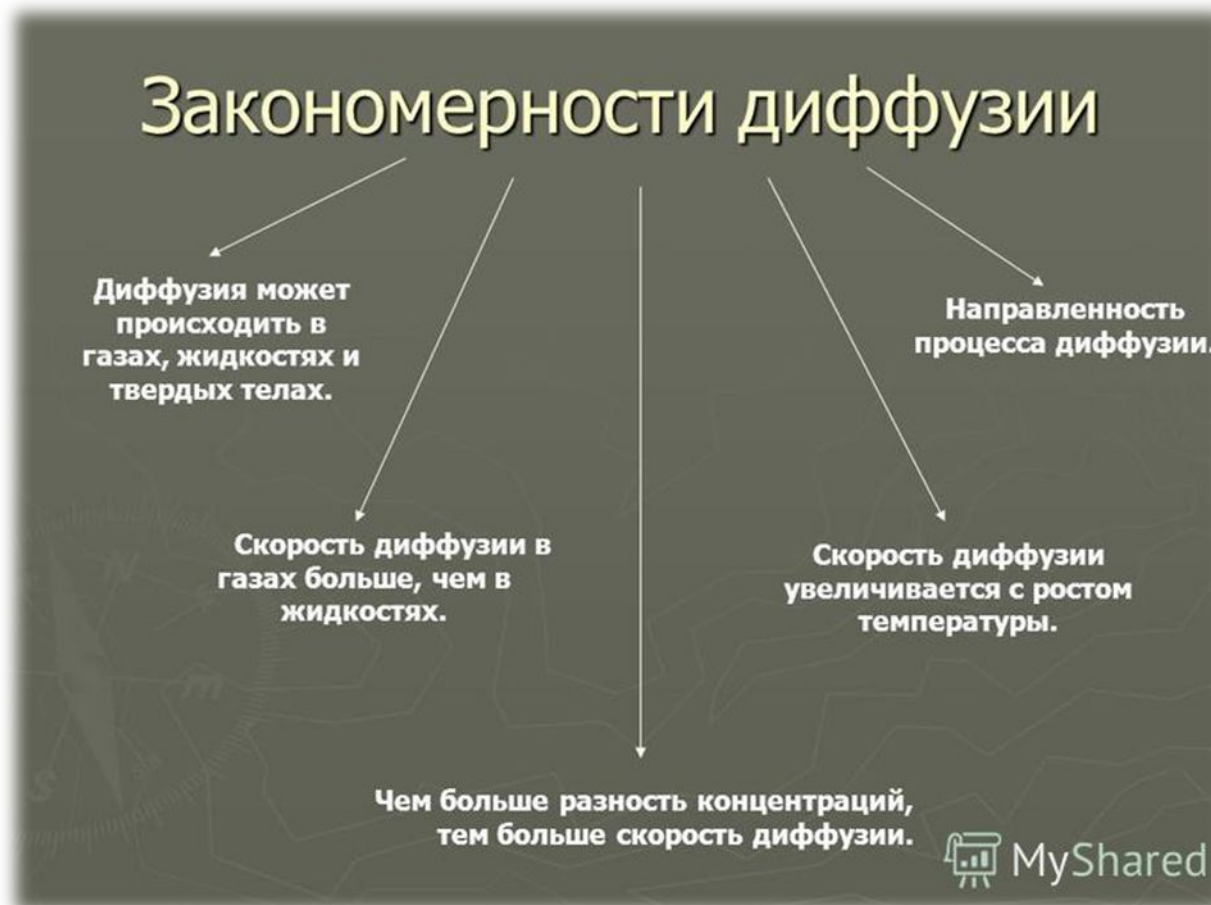 Закономерности диффузии
Диффузия может
происходить в
газах, жидкостях и
твердых телах.
Направленность
процесса диффузии.
Скорость диффузии в
газах больше, чем в
жидкостях.
Скорость диффузии
увеличивается с ростом
температуры.
Чем больше разность концентраций,
тем больше скорость диффузии.
MyShared